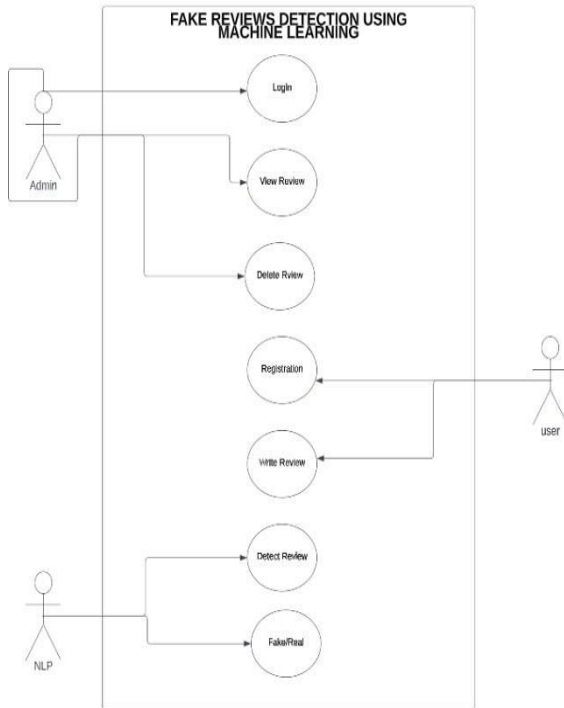 FAKE REVIEWS DETECTION USING
MACHINE LEARNING
Login
Admin
View Review
Delete Rview
Registration
user
Write Review
Detect Review
Fake/Real
NLP